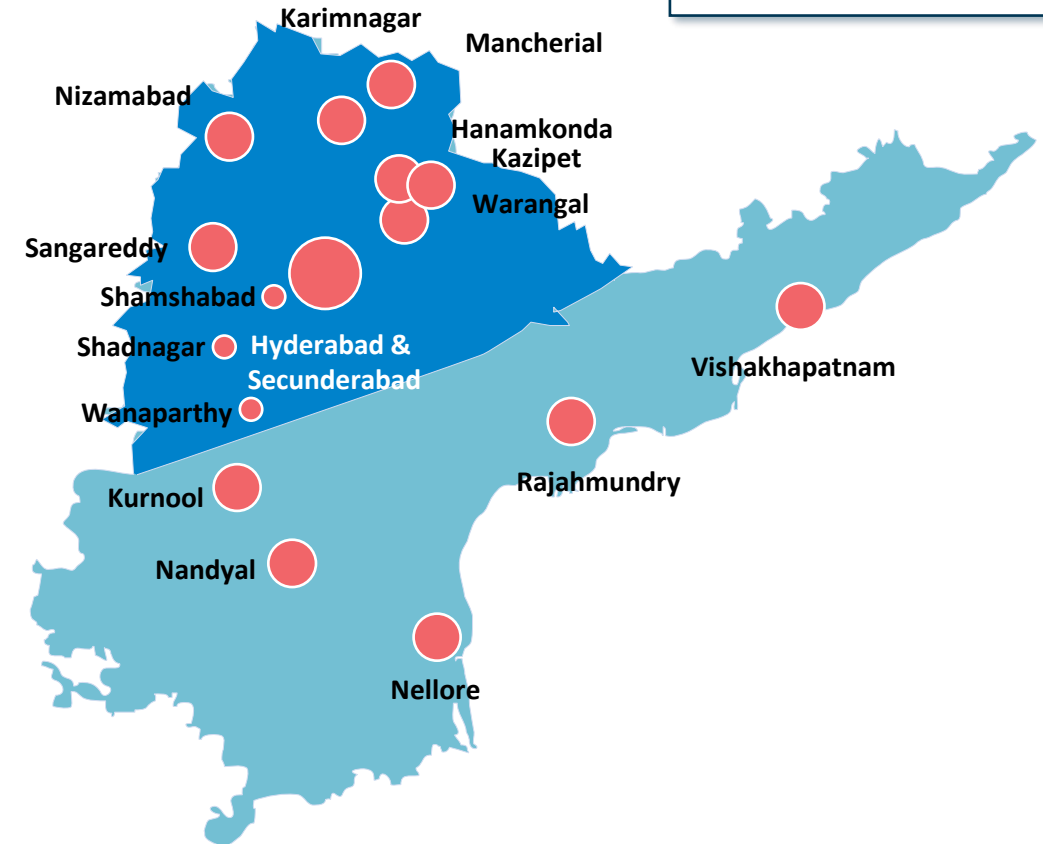 Karimnagar
Mancherial
Nizamabad
Hanamkonda
Kazipet
Warangal
Sangareddy
Shamshabad
Shadnagar
Hyderabad &
Secunderabad
Wanaparthy
Vishakhapatnam
Rajahmundry
Kurnool
Nandyal
Nellore